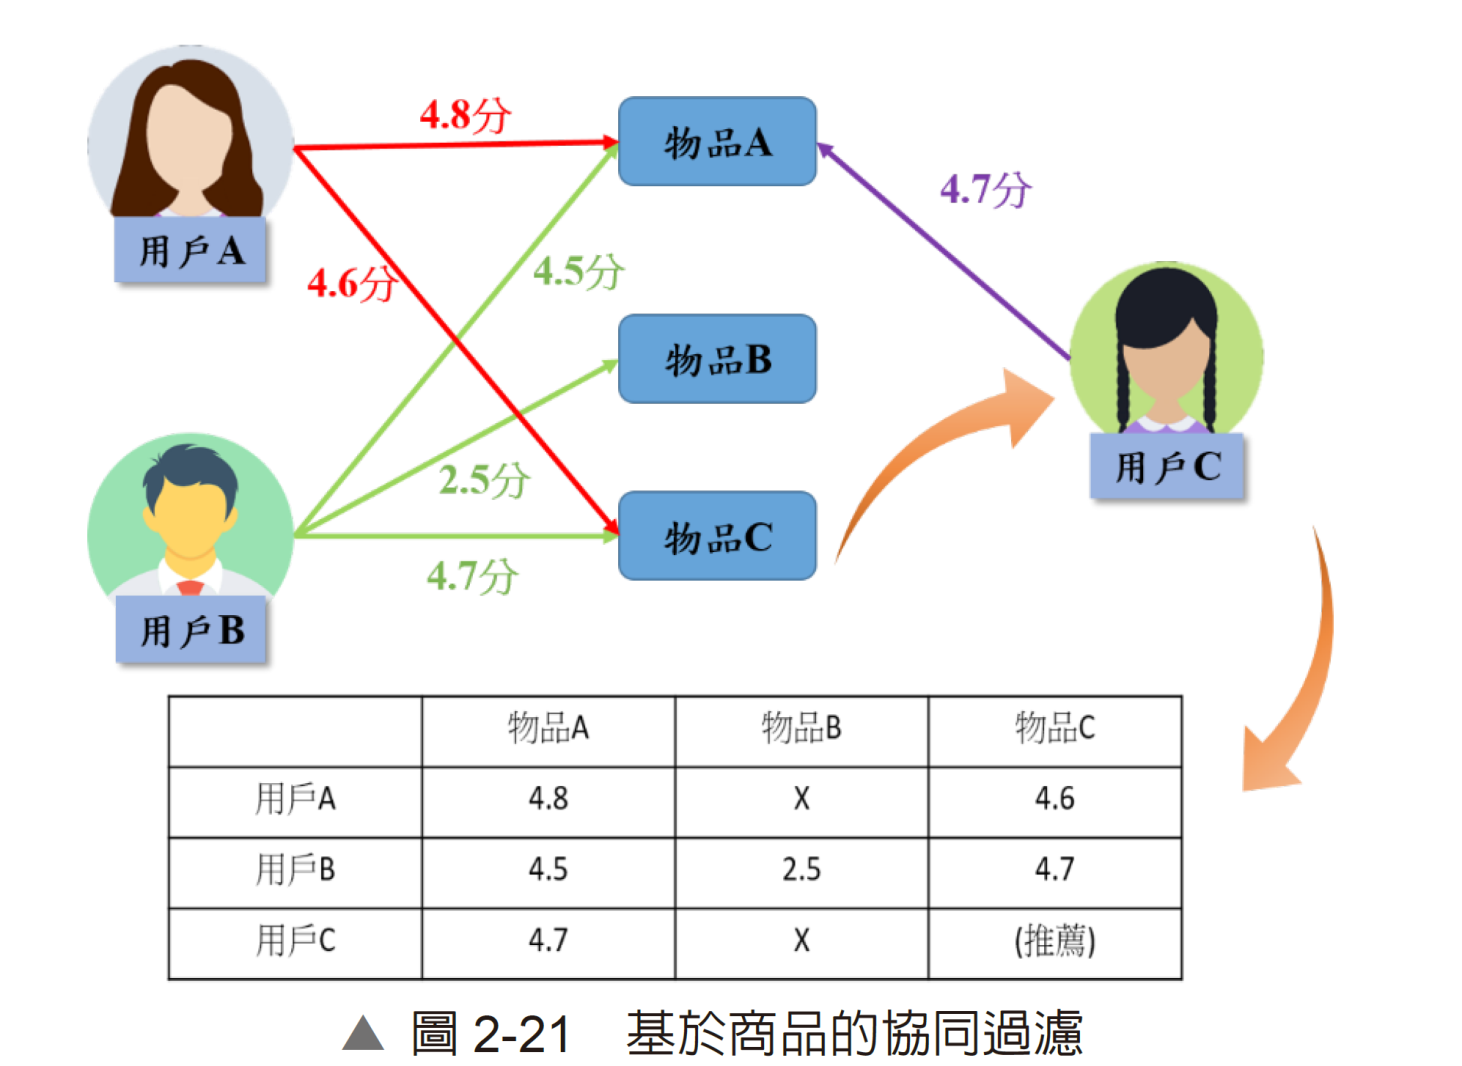 4.8分
物品A
4.7分
用戶A
4.6分
4.5分
物品B
用戶C
2.5分
物品C
4.7分
用戶B
物品A 物品B 物品C
用戶A 4.8 X 4.6
用戶B 4.5 2.5 4.7
用戶C 4.7 X (推薦)
▲ 圖 2-21 基於商品的協同過濾